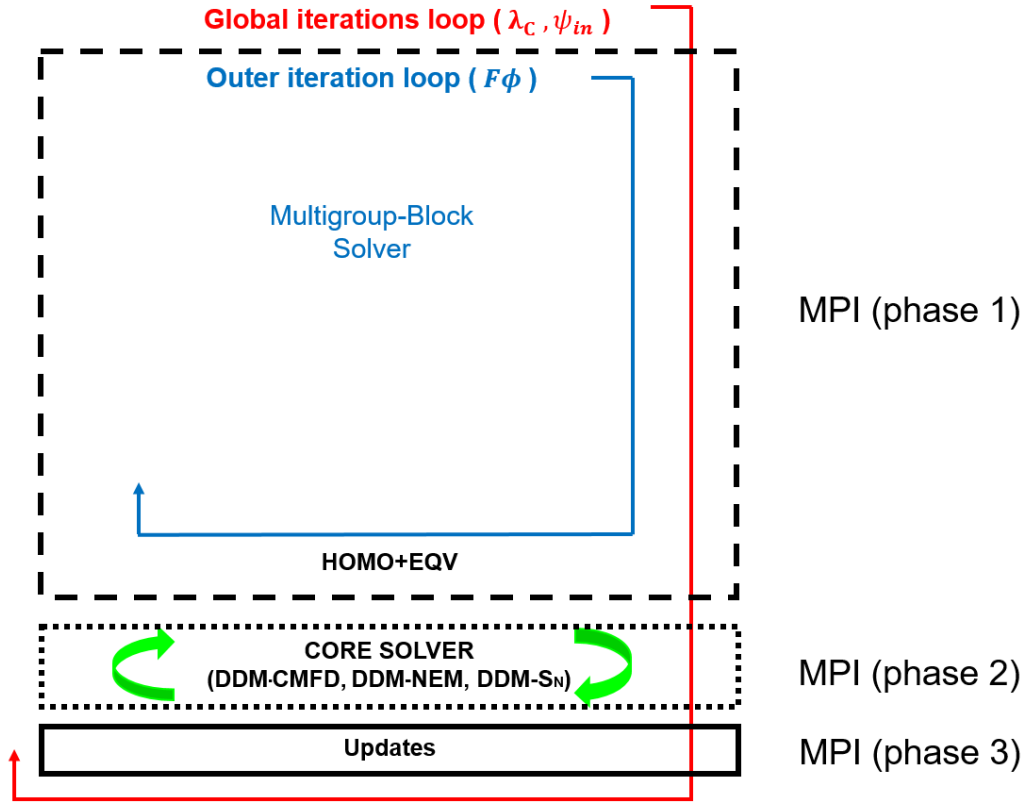 Global iterations loop ( λC , ψin )
Outer iteration loop ( Fϕ )
Multigroup-Block
Solver
MPI (phase 1)
HOMO+EQV
CORE SOLVER
(DDM-CMFD, DDM-NEM, DDM-SN)
MPI (phase 2)
Updates
MPI (phase 3)